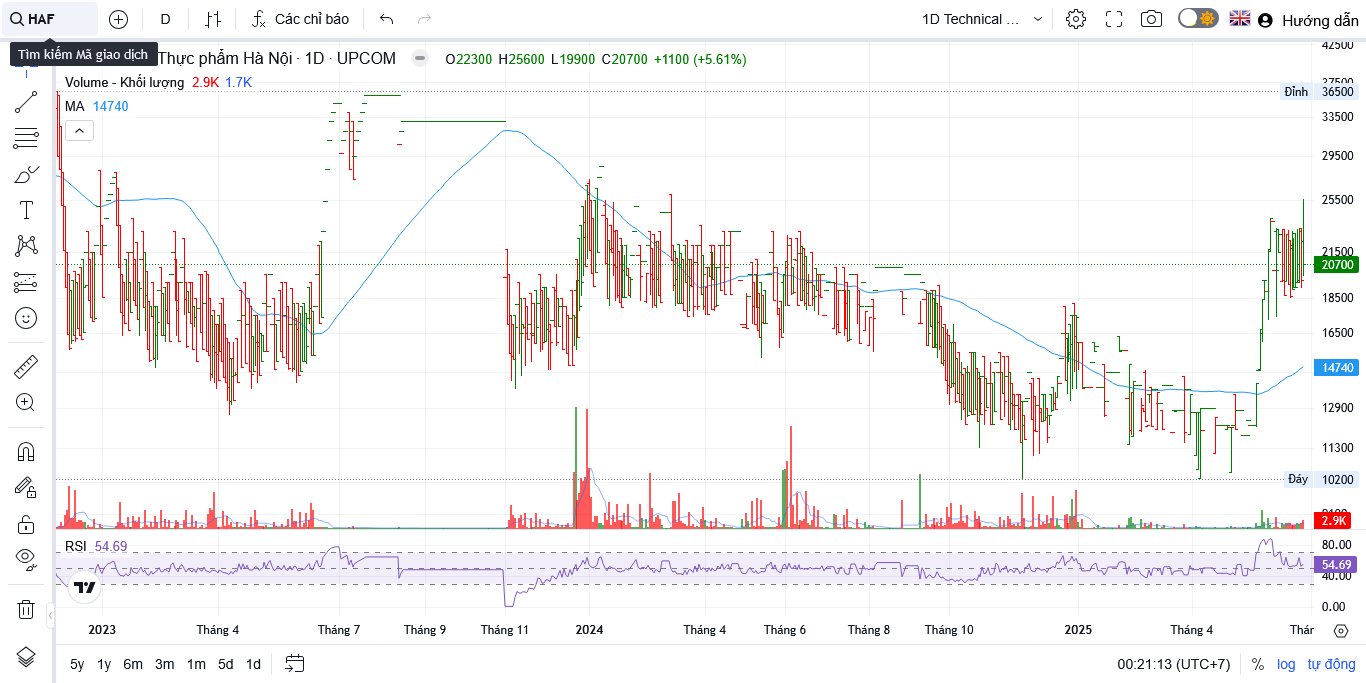 HAF
D
Các chỉ báo
1D Technical ...
Hướng dẫn
Tìm kiếm Mã giao dịch
Thực phẩm Hà Nội · 1D · UPCOM
O22300 H25600 L19900 C20700 +1100 (+5.61%)
Volume - Khối lượng 2.9K 1.7K
MA 14740
42500
37500
Đỉnh 36500
33500
29500
25500
21500
20700
18500
16500
14740
12900
11300
Đáy 10200
2.9K
RSI 54.69
80.00
54.69
40.00
0.00
2023 Tháng 4 Tháng 7 Tháng 9 Tháng 11 2024 Tháng 4 Tháng 6 Tháng 8 Tháng 10 2025 Tháng 4 Thár
5y 1y 6m 3m 1m 5d 1d
00:21:13 (UTC+7) % log tự động